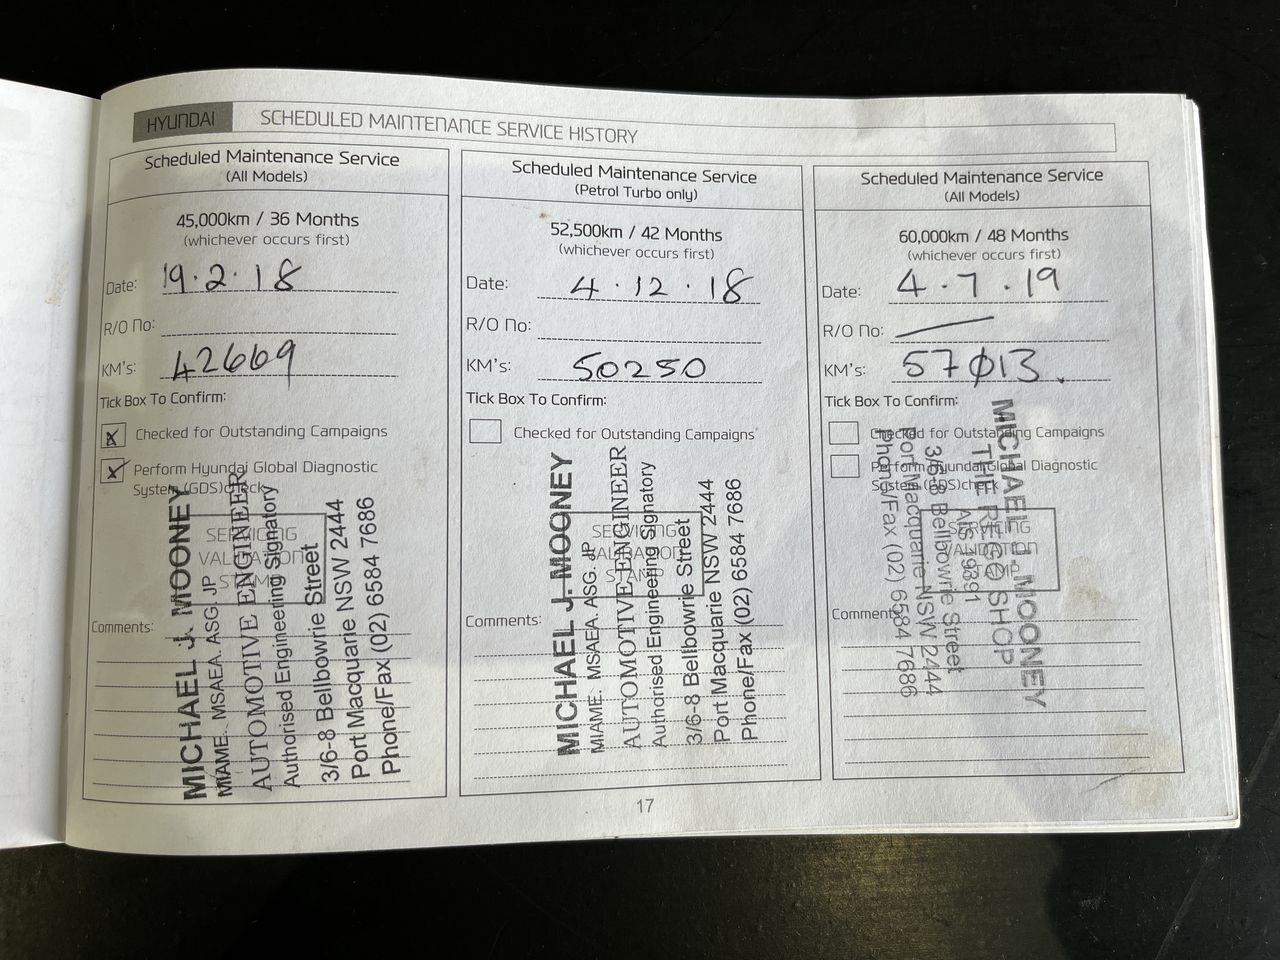 HYUNDAI
SCHEDULED MAINTENANCE SERVICE HISTORY
Scheduled Maintenance Service
(All Models)
45,000km / 36 Months
(whichever occurs first)
Date: 19.2.18
R/O No:
KM's: 42669
Tick Box To Confirm:
Checked for Outstanding Campaigns
Perform Hyundai Global Diagnostic
System (GDS)check
SERVICING
VALIDATION
STAMP
Comments:
MICHAEL J. MOONEY
MIAME. MSAEA. ASG. JP
AUTOMOTIVE ENGINEER
Authorised Engineering Signatory
3/6-8 Bellbowrie Street
Port Macquarie NSW 2444
Phone/Fax (02) 6584 7686
Scheduled Maintenance Service
(Petrol Turbo only)
52,500km / 42 Months
(whichever occurs first)
Date: 4.12.18
R/O No:
KM's: 50250
Tick Box To Confirm:
Checked for Outstanding Campaigns
SERVICING
VALIDATION
STAMP
Comments:
MICHAEL J. MOONEY
MIAME. MSAEA. ASG. JP
AUTOMOTIVE ENGINEER
Authorised Engineering Signatory
3/6-8 Bellbowrie Street
Port Macquarie NSW 2444
Phone/Fax (02) 6584 7686
Scheduled Maintenance Service
(All Models)
60,000km / 48 Months
(whichever occurs first)
Date: 4.7.19
R/O No:
KM's: 57013.
Tick Box To Confirm:
Checked for Outstanding Campaigns
Perform Hyundai Global Diagnostic
System (GDS)check
SERVICING
VALIDATION
Comments:
MICHAEL J. MOONEY
THE REGO SHOP
AIS 19391
3/6-8 Bellbowrie Street
Port Macquarie NSW 2444
Phone/Fax (02) 6584 7686
17